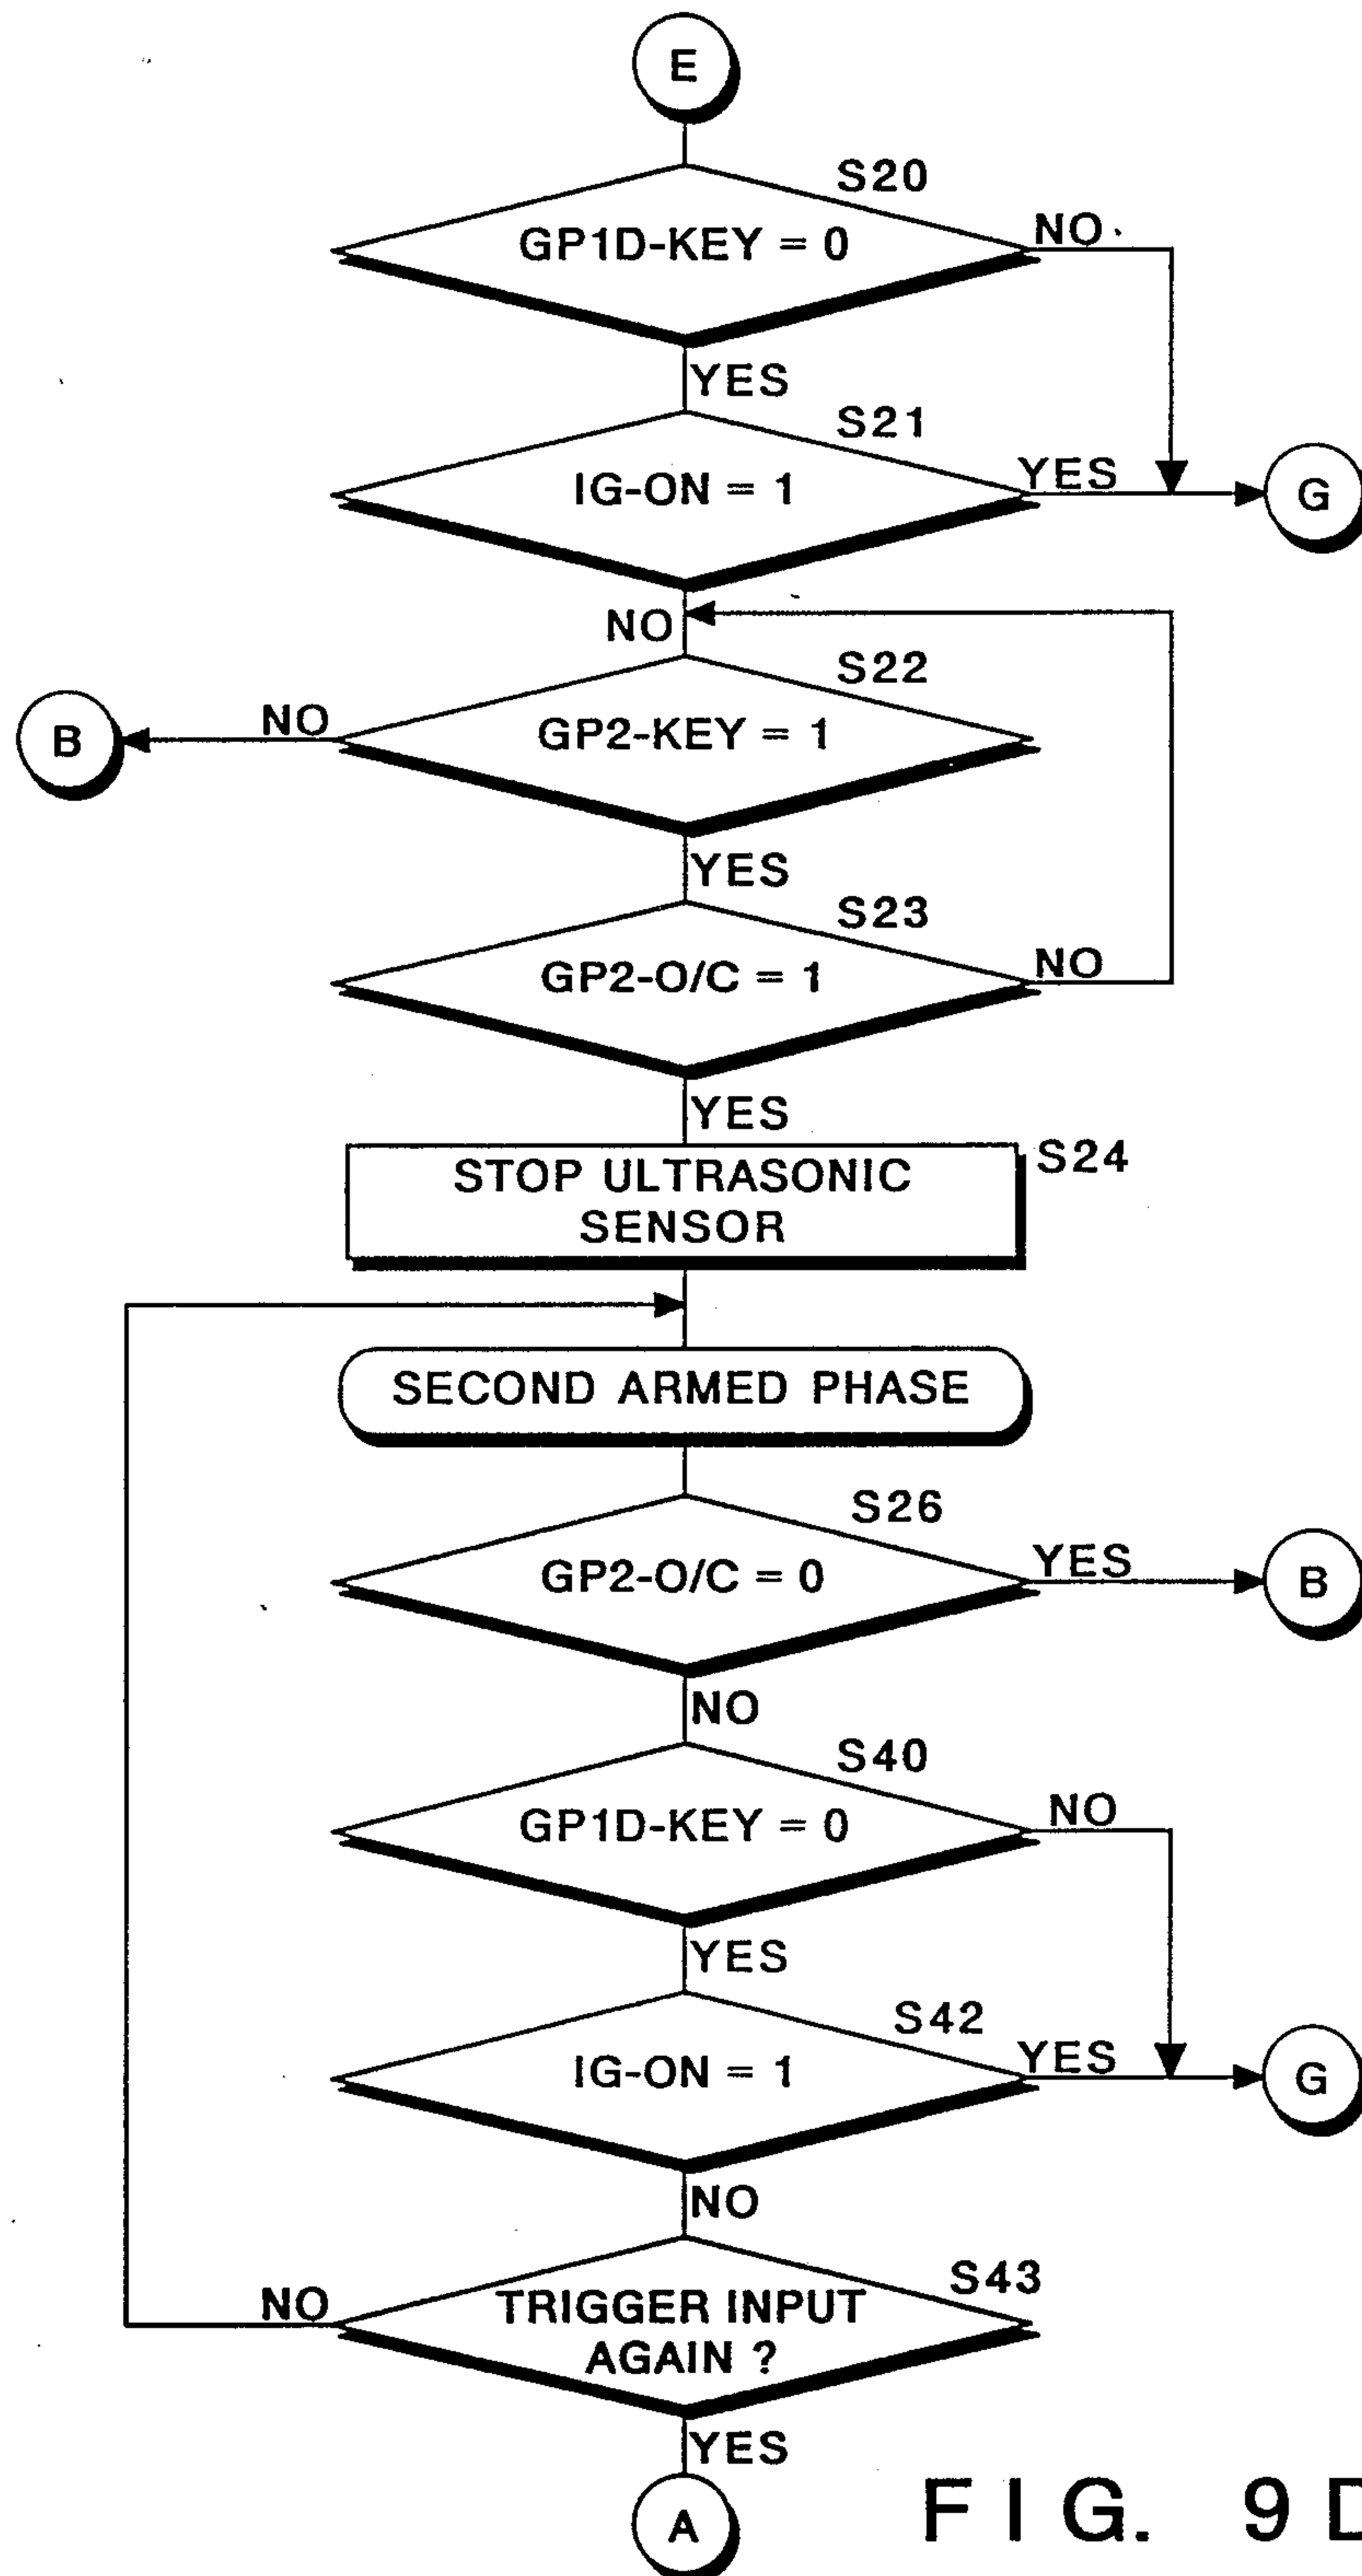 E
S20
GP1D-KEY = 0
NO
YES
S21
IG-ON = 1
YES
G
NO
S22
GP2-KEY = 1
NO
B
YES
S23
GP2-O/C = 1
NO
YES
S24
STOP ULTRASONIC
SENSOR
SECOND ARMED PHASE
S26
GP2-O/C = 0
YES
B
NO
S40
GP1D-KEY = 0
NO
YES
S42
IG-ON = 1
YES
G
NO
S43
TRIGGER INPUT
AGAIN ?
NO
YES
A
FIG. 9D